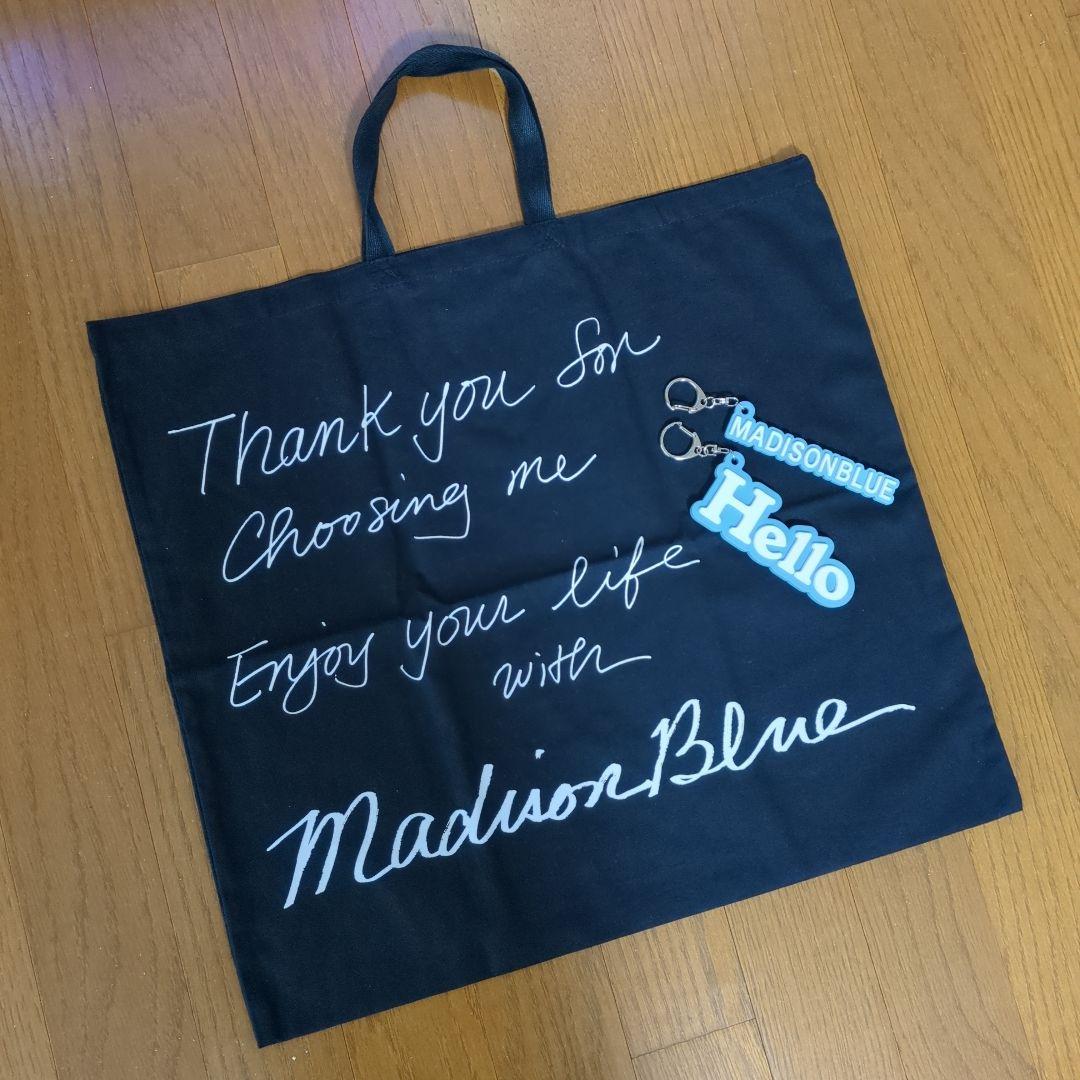 Thank you for
Choosing me
Enjoy your life
with
MadisonBlue
MADISONBLUE
Hello